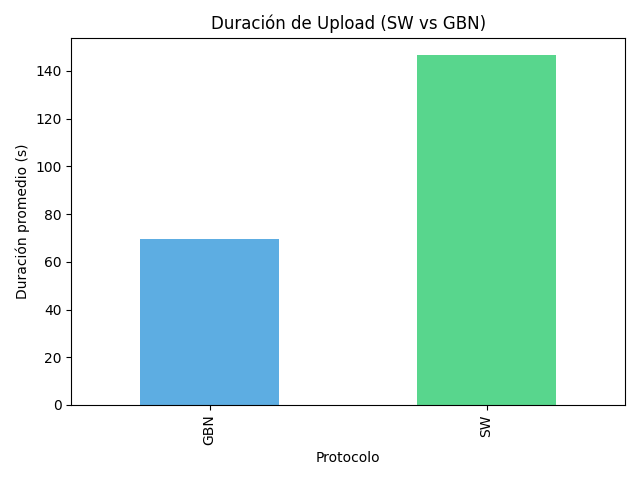 Duración de Upload (SW vs GBN)
Duración promedio (s)
140
120
100
80
60
40
20
0
GBN
SW
Protocolo